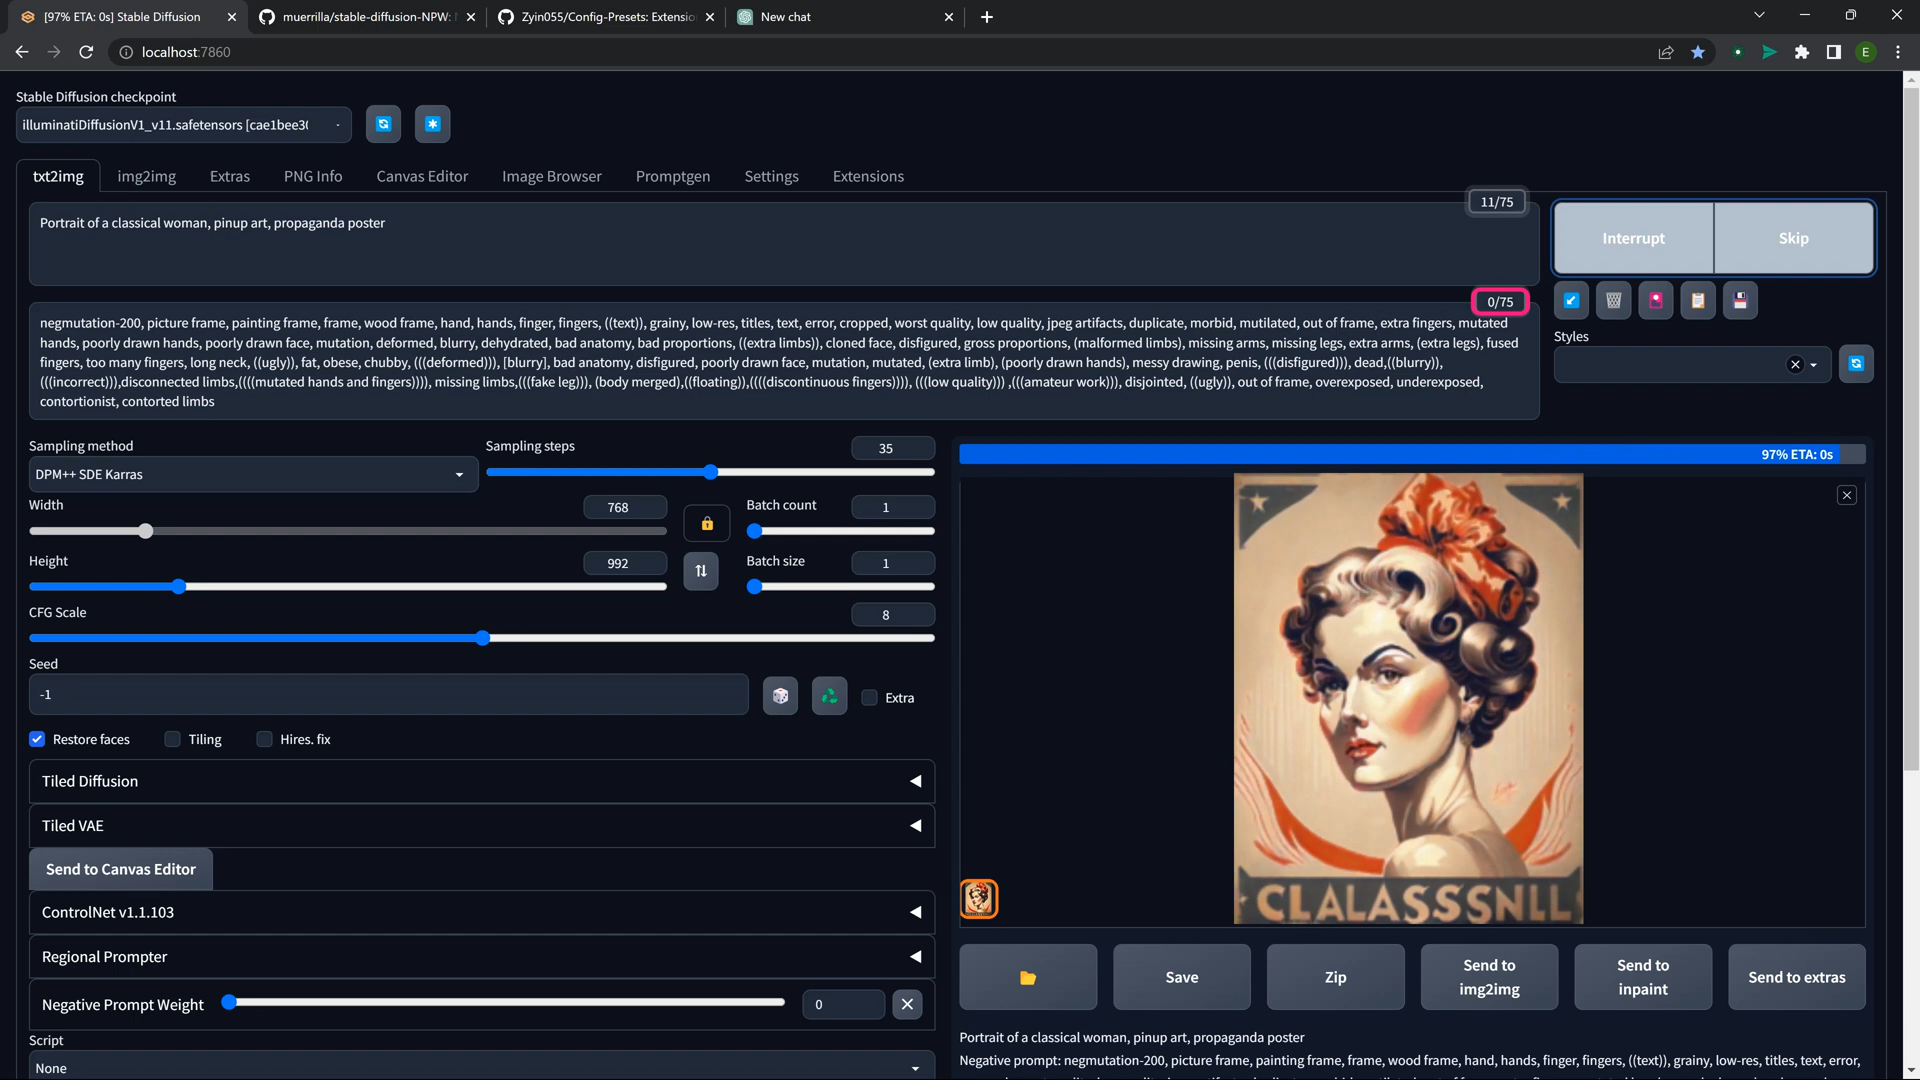 [97% ETA: 0s] Stable Diffusion
muerrilla/stable-diffusion-NPW:
Zyin055/Config-Presets: Extensio
New chat
localhost:7860
E
Stable Diffusion checkpoint
illuminatiDiffusionV1_v11.safetensors [cae1bee3
txt2img
img2img
Extras
PNG Info
Canvas Editor
Image Browser
Promptgen
Settings
Extensions
11/75
Portrait of a classical woman, pinup art, propaganda poster
Interrupt
Skip
0/75
negmutation-200, picture frame, painting frame, frame, wood frame, hand, hands, finger, fingers, ((text)), grainy, low-res, titles, text, error, cropped, worst quality, low quality, jpeg artifacts, duplicate, morbid, mutilated, out of frame, extra fingers, mutated
hands, poorly drawn hands, poorly drawn face, mutation, deformed, blurry, dehydrated, bad anatomy, bad proportions, ((extra limbs)), cloned face, disfigured, gross proportions, (malformed limbs), missing arms, missing legs, extra arms, (extra legs), fused
fingers, too many fingers, long neck, ((ugly)), fat, obese, chubby, (((deformed))), [blurry], bad anatomy, disfigured, poorly drawn face, mutation, mutated, (extra limb), (poorly drawn hands), messy drawing, penis, (((disfigured))), dead,((blurry)),
(((incorrect))),disconnected limbs,((((mutated hands and fingers)))), missing limbs,(((fake leg))), (body merged),((floating)),((((discontinuous fingers)))), (((low quality))) ,(((amateur work))), disjointed, ((ugly)), out of frame, overexposed, underexposed,
contortionist, contorted limbs
Styles
Sampling method
DPM++ SDE Karras
Sampling steps
35
Width
768
Batch count
1
Height
992
Batch size
1
CFG Scale
8
Seed
-1
Extra
Restore faces
Tiling
Hires. fix
Tiled Diffusion
Tiled VAE
Send to Canvas Editor
ControlNet v1.1.103
Regional Prompter
Negative Prompt Weight
0
Script
None
97% ETA: 0s
CLALASSSNLL
Save
Zip
Send to
img2img
Send to
inpaint
Send to extras
Portrait of a classical woman, pinup art, propaganda poster
Negative prompt: negmutation-200, picture frame, painting frame, frame, wood frame, hand, hands, finger, fingers, ((text)), grainy, low-res, titles, text, error,